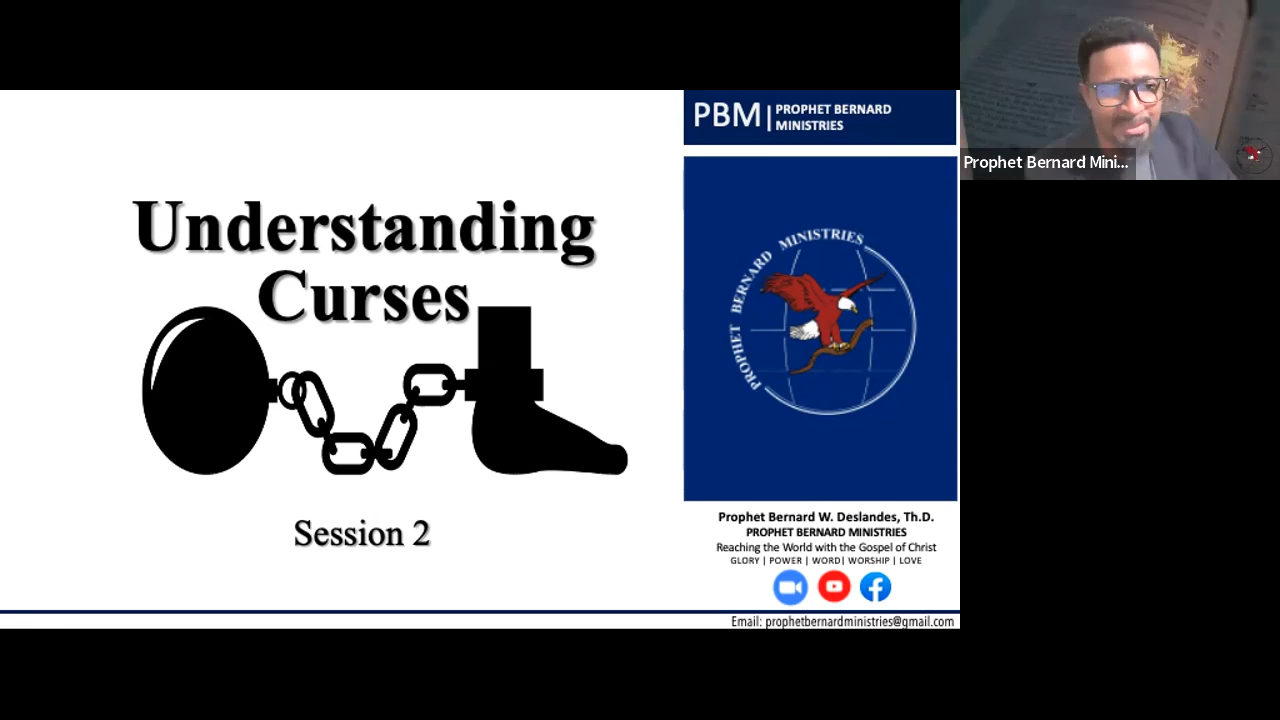 Understanding
Curses
Session 2
PBM | PROPHET BERNARD
MINISTRIES
PROPHET BERNARD MINISTRIES
Prophet Bernard W. Deslandes, Th.D.
PROPHET BERNARD MINISTRIES
Reaching the World with the Gospel of Christ
GLORY | POWER | WORD| WORSHIP | LOVE
Email: prophetbernardministries@gmail.com
Prophet Bernard Mini...